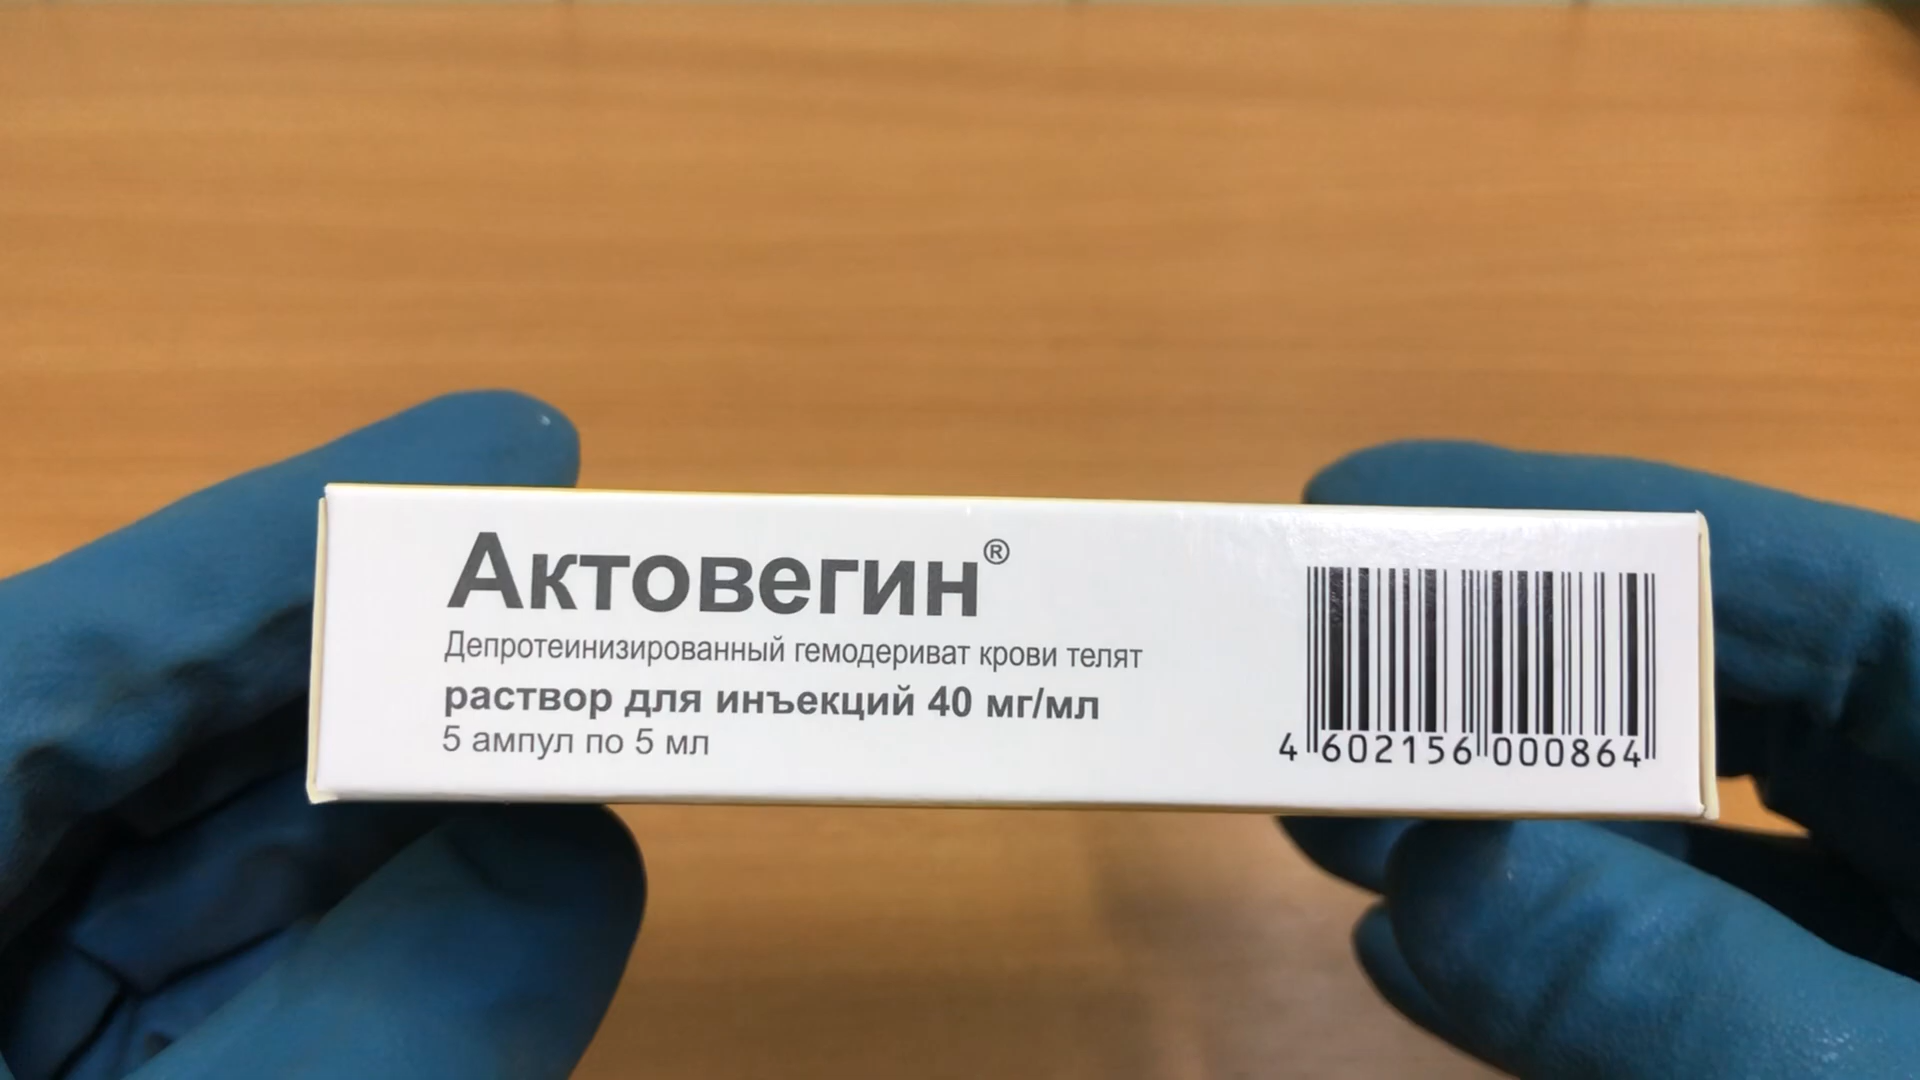 Актовегин®
Депротеинизированный гемодериват крови телят
раствор для инъекций 40 мг/мл
5 ампул по 5 мл
4 602156 000864